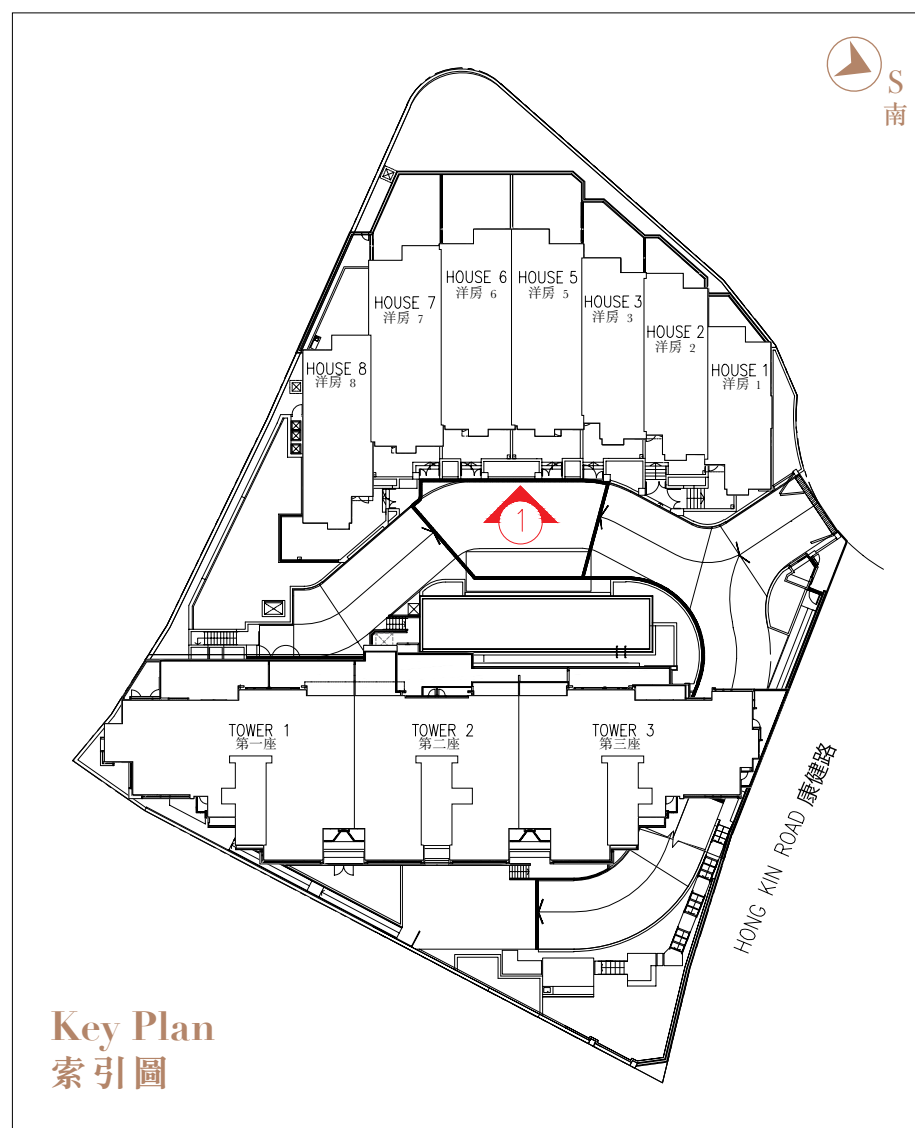 S
南
HOUSE 6
洋房 6
HOUSE 5
洋房 5
HOUSE 7
洋房 7
HOUSE 3
洋房 3
HOUSE 2
洋房 2
HOUSE 8
洋房 8
HOUSE 1
洋房 1
1
TOWER 1
第一座
TOWER 2
第二座
TOWER 3
第三座
HONG KIN ROAD 康健路
Key Plan
索引圖